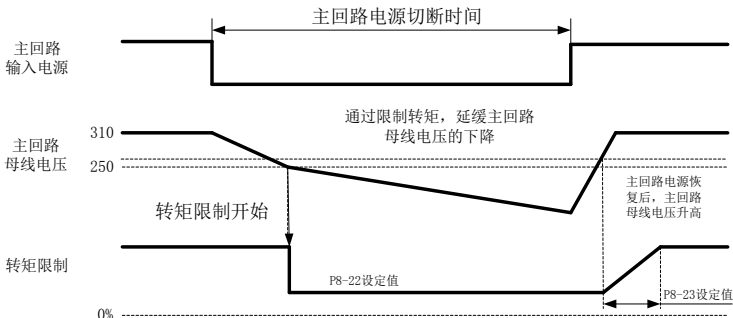 主回路电源切断时间
主回路
输入电源
通过限制转矩，延缓主回路
母线电压的下降
主回路
母线电压
310
250
主回路电源恢
复后，主回路
母线电压升高
转矩限制开始
转矩限制
P8-22设定值
P8-23设定值
0%